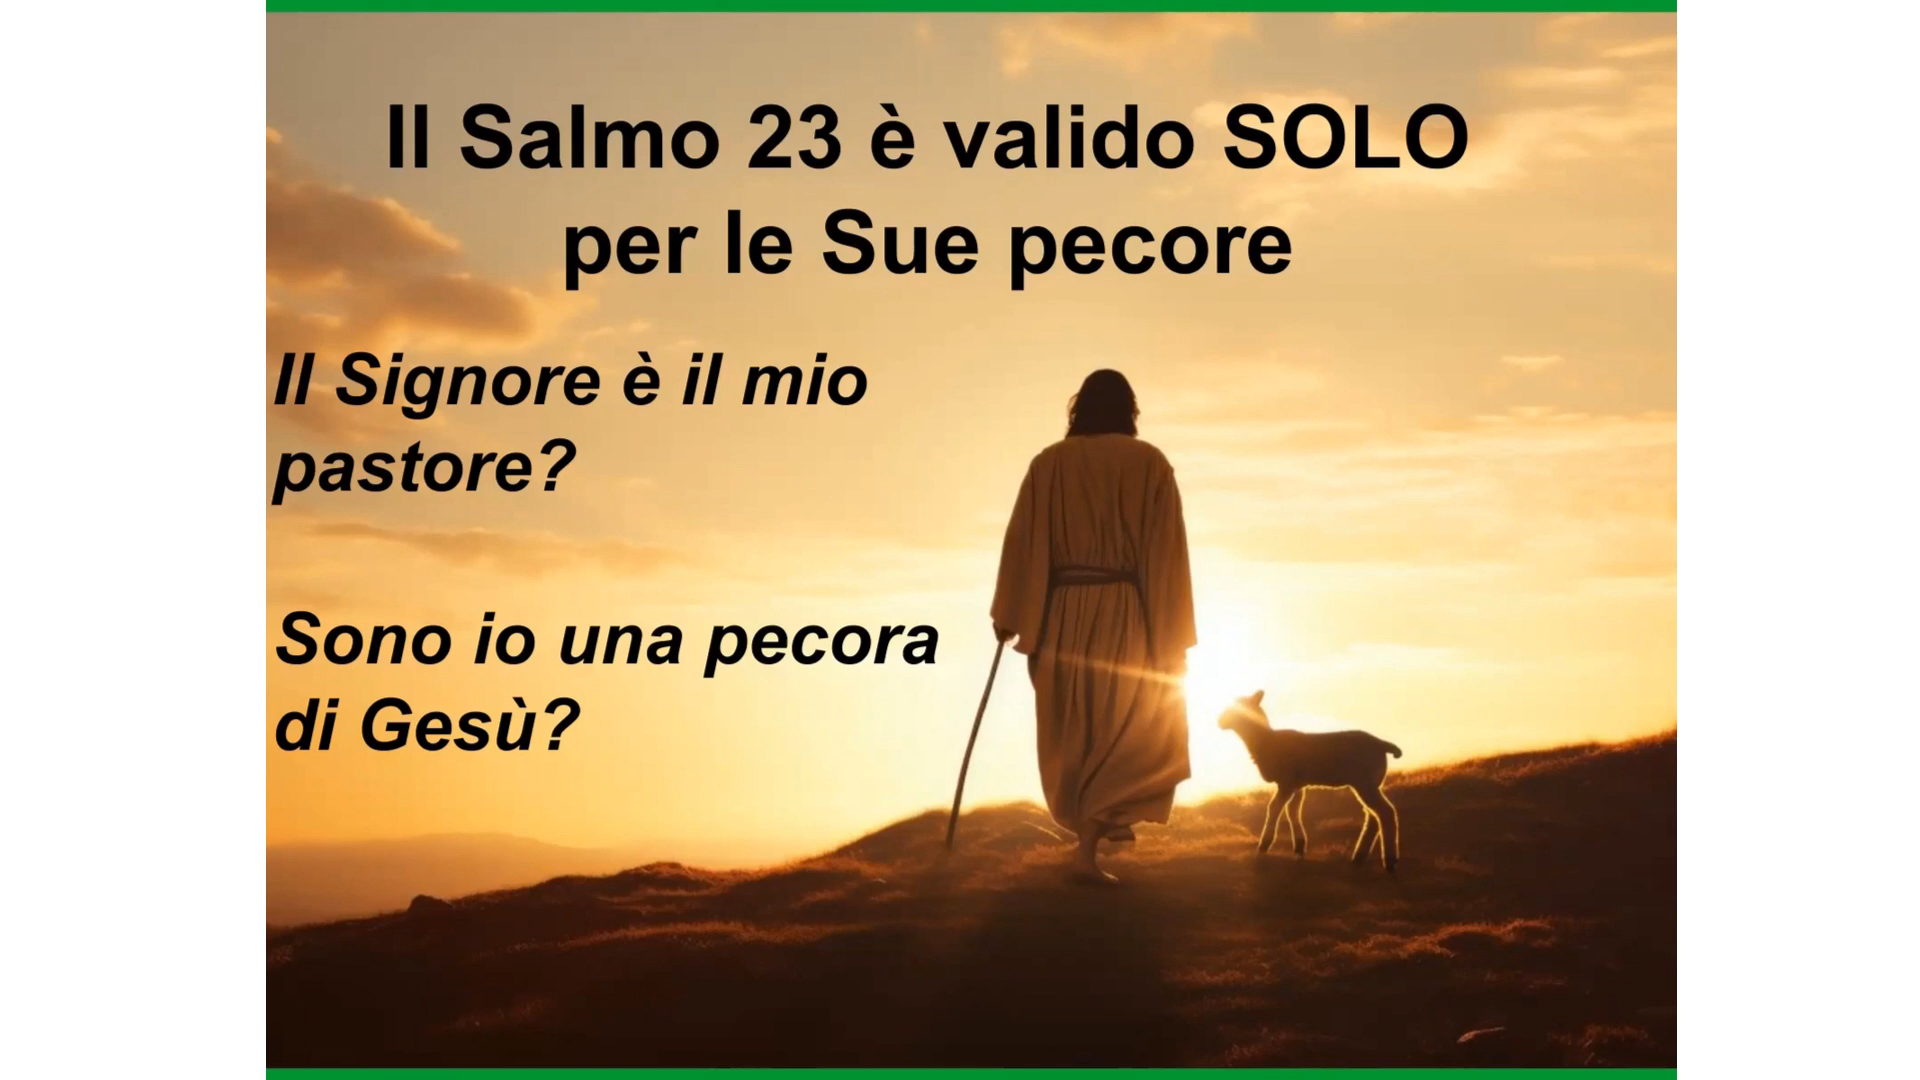 Il Salmo 23 è valido SOLO
per le Sue pecore
Il Signore è il mio
pastore?
Sono io una pecora
di Gesù?